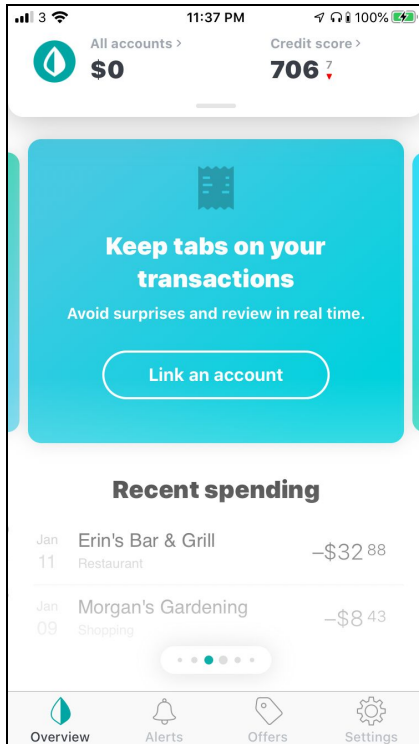 3 11:37 PM 100%
All accounts > Credit score >
$0 706 7
Keep tabs on your
transactions
Avoid surprises and review in real time.
Link an account
Recent spending
Jan Erin's Bar & Grill –$32 88
11 Restaurant
Jan Morgan's Gardening –$8 43
09 Shopping
Overview Alerts Offers Settings